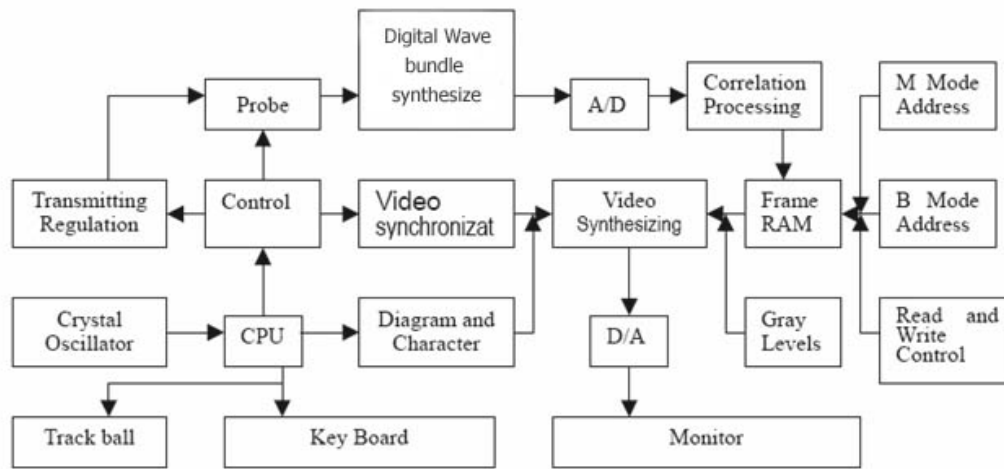 Digital Wave
bundle
synthesize
Probe
A/D
Correlation
Processing
M Mode
Address
Transmitting
Regulation
Control
Video
synchronizat
Video
Synthesizing
Frame
RAM
B Mode
Address
Crystal
Oscillator
CPU
Diagram and
Character
D/A
Gray
Levels
Read and
Write
Control
Track ball
Key Board
Monitor